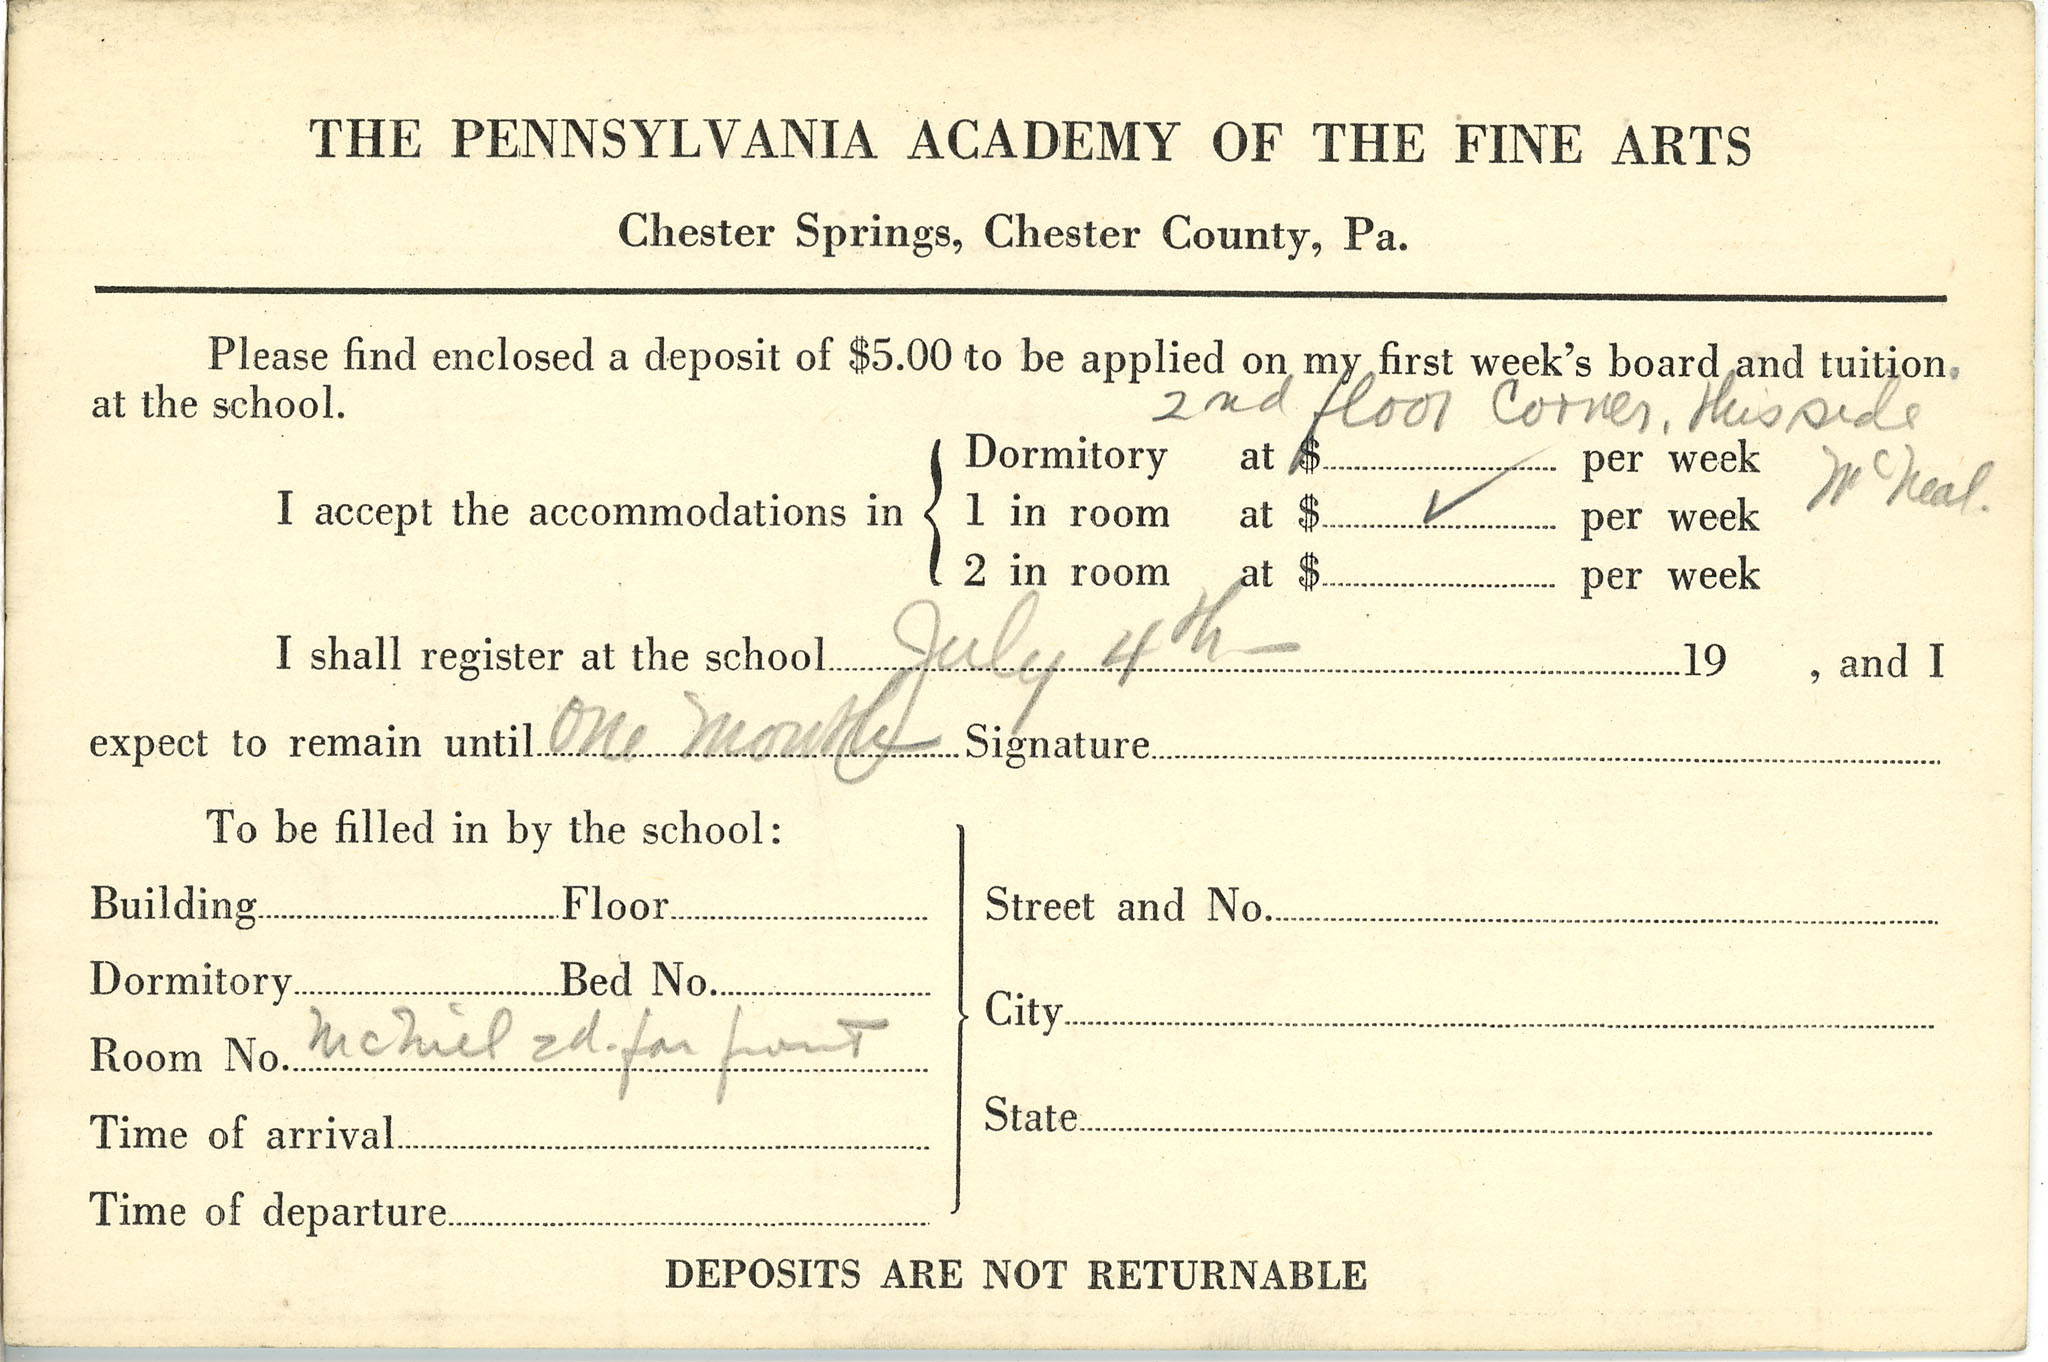 THE PENNSYLVANIA ACADEMY OF THE FINE ARTS
Chester Springs, Chester County, Pa.
Please find enclosed a deposit of $5.00 to be applied on my first week's board and tuition.
at the school.
2nd floor Corner, this side
McNeal.
Dormitory at $ per week
I accept the accommodations in 1 in room at $ ✓ per week
2 in room at $ per week
I shall register at the school July 4th 19 , and I
expect to remain until One Month Signature
To be filled in by the school:
Building Floor
Dormitory Bed No.
Room No. McNiel 2d. far front
Time of arrival
Time of departure
Street and No.
City
State
DEPOSITS ARE NOT RETURNABLE